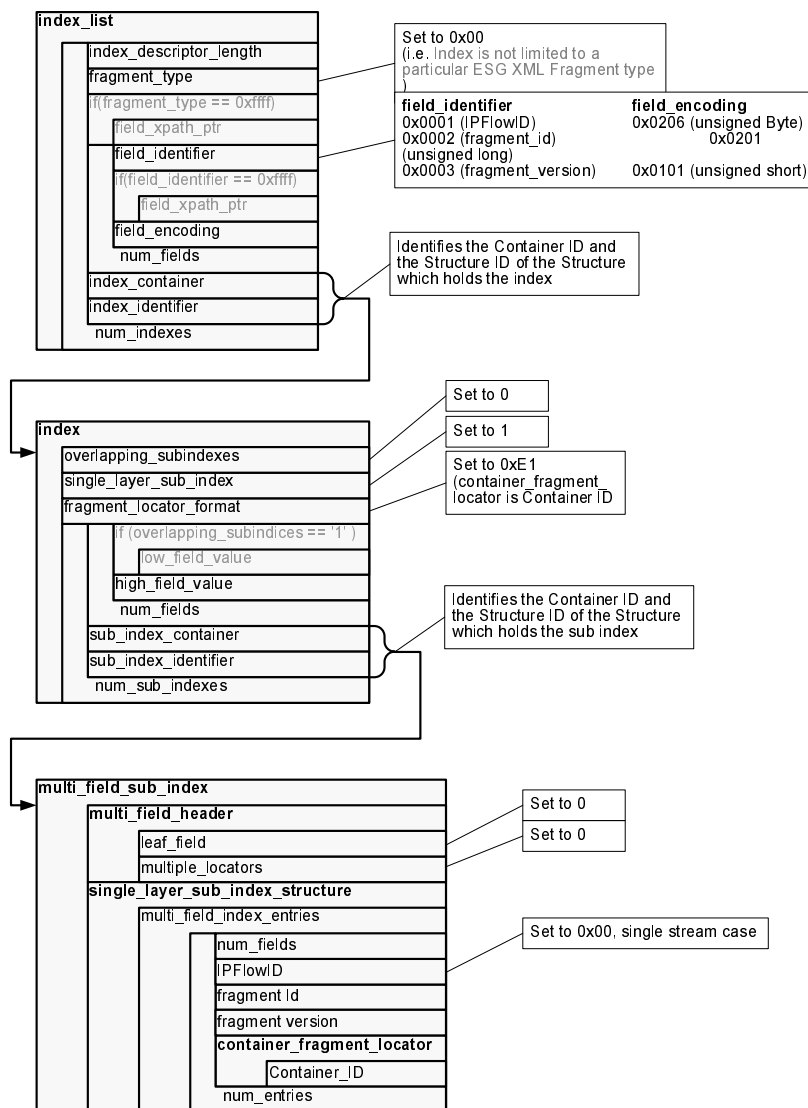 index_list
index_descriptor_length
fragment_type
if(fragment_type == 0xffff)
field_xpath_ptr
field_identifier
if(field_identifier == 0xffff)
field_xpath_ptr
field_encoding
num_fields
index_container
index_identifier
num_indexes
Set to 0x00
(i.e. Index is not limited to a
particular ESG XML Fragment type
)
field_identifier field_encoding
0x0001 (IPFlowID) 0x0206 (unsigned Byte)
0x0002 (fragment_id) 0x0201
(unsigned long)
0x0003 (fragment_version) 0x0101 (unsigned short)
Identifies the Container ID and
the Structure ID of the Structure
which holds the index
index
overlapping_subindexes
single_layer_sub_index
fragment_locator_format
if (overlapping_subindices == '1' )
low_field_value
high_field_value
num_fields
sub_index_container
sub_index_identifier
num_sub_indexes
Set to 0
Set to 1
Set to 0xE1
(container_fragment_
locator is Container ID
Identifies the Container ID and
the Structure ID of the Structure
which holds the sub index
multi_field_sub_index
multi_field_header
leaf_field
multiple_locators
single_layer_sub_index_structure
multi_field_index_entries
num_fields
IPFlowID
fragment Id
fragment version
container_fragment_locator
Container_ID
num_entries
Set to 0
Set to 0
Set to 0x00, single stream case